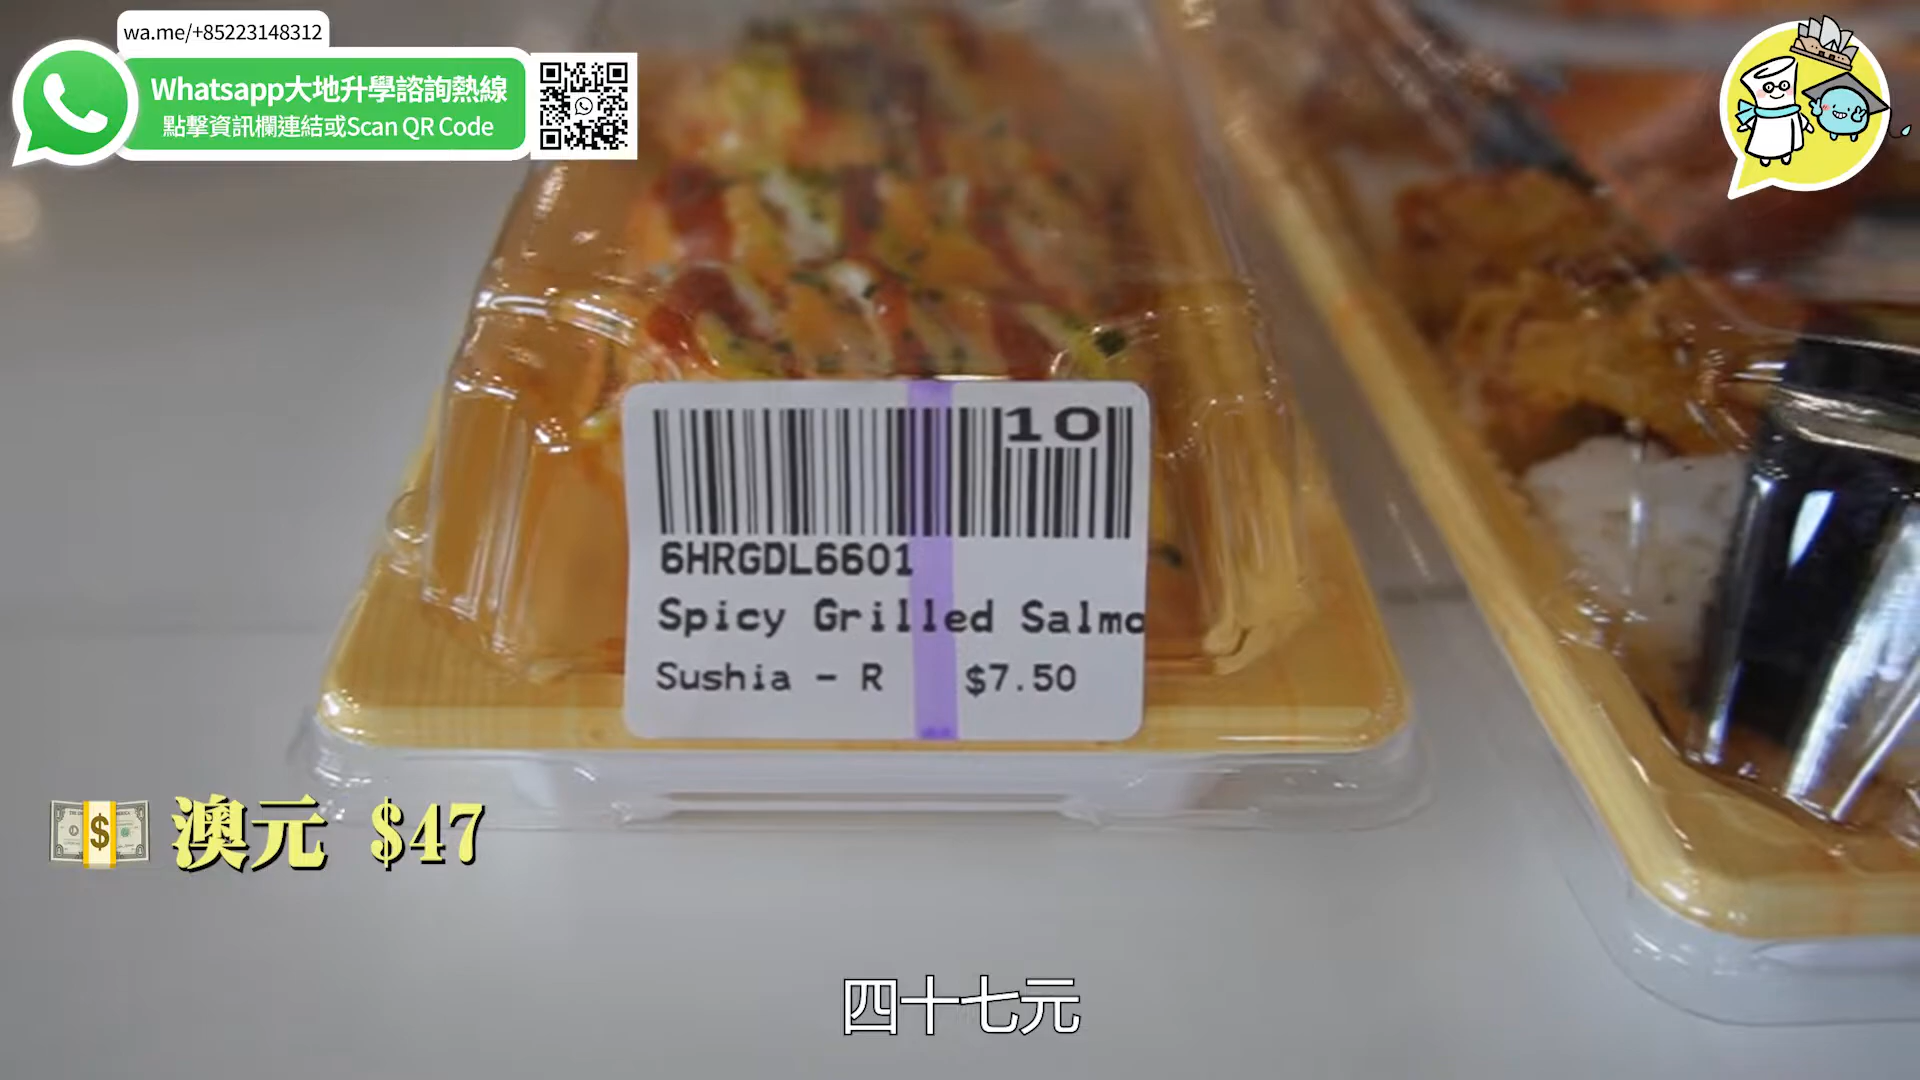 wa.me/+85223148312
Whatsapp大地升學諮詢熱線
點擊資訊欄連結或Scan QR Code
10
6HRGDL6601
Spicy Grilled Salmo
Sushia - R $7.50
澳元 $47
四十七元